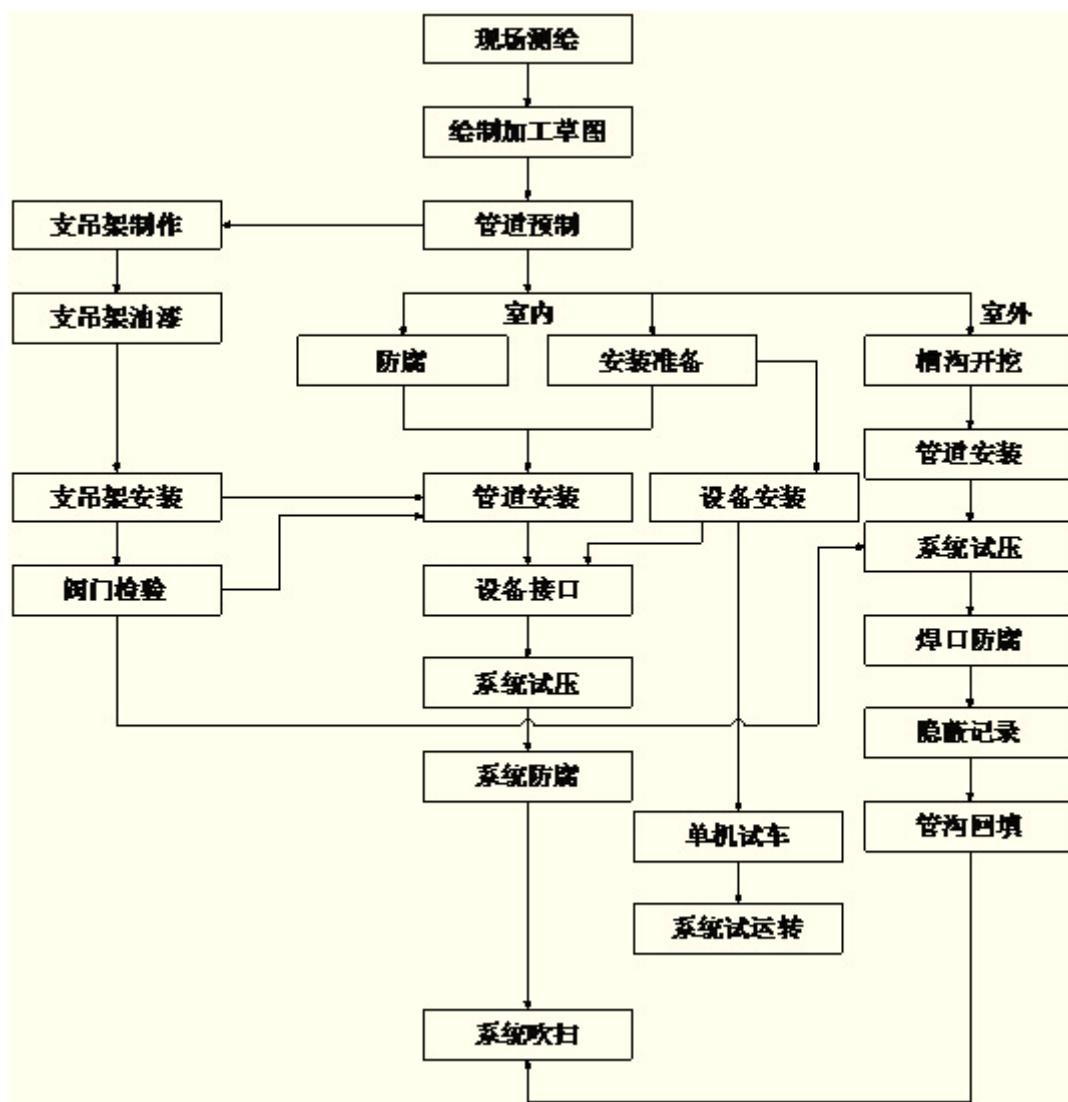 现场测绘
绘制加工草图
支吊架制作
管道预制
支吊架油漆
室内
室外
防腐
安装准备
槽沟开挖
管道安装
支吊架安装
管道安装
设备安装
系统试压
阀门检验
设备接口
焊口防腐
系统试压
隐蔽记录
系统防腐
单机试车
管沟回填
系统试运转
系统吹扫